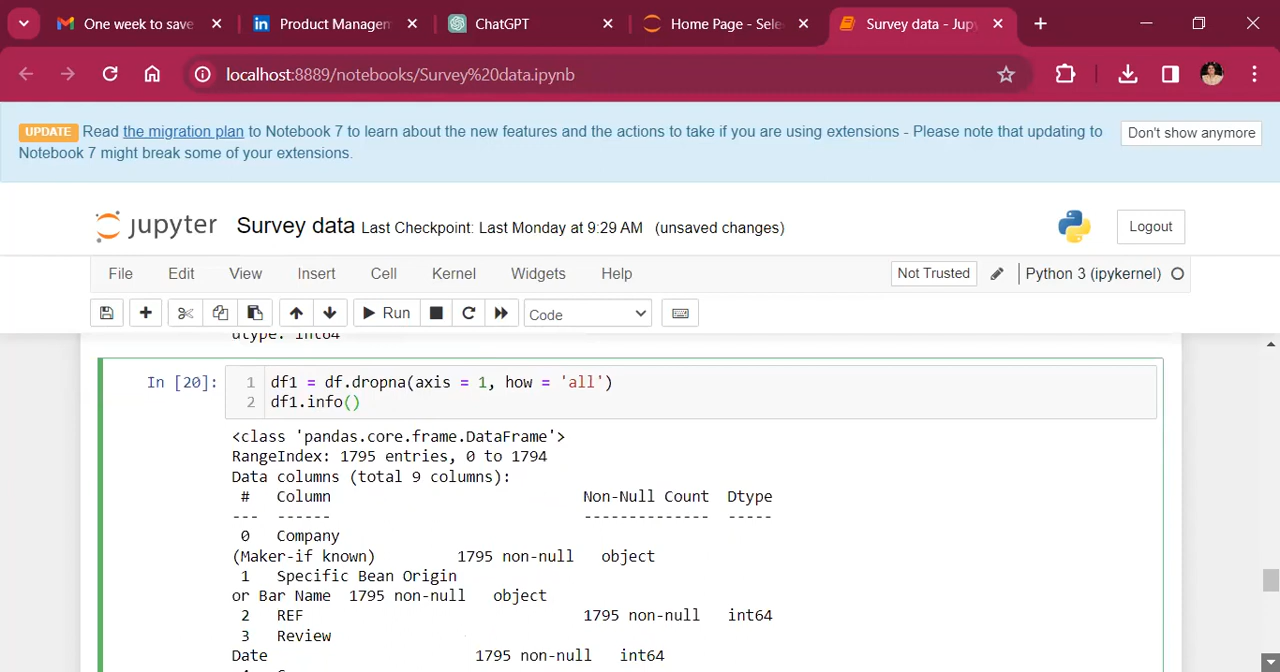 One week to save
Product Managem
ChatGPT
Home Page - Sele
Survey data - Jupy
localhost:8889/notebooks/Survey%20data.ipynb
UPDATE Read the migration plan to Notebook 7 to learn about the new features and the actions to take if you are using extensions - Please note that updating to
Notebook 7 might break some of your extensions.
Don't show anymore
jupyter Survey data Last Checkpoint: Last Monday at 9:29 AM (unsaved changes)
Logout
File Edit View Insert Cell Kernel Widgets Help
Not Trusted Python 3 (ipykernel)
Run Code
dtype: int64
In [20]: 1 df1 = df.dropna(axis = 1, how = 'all')
2 df1.info()
<class 'pandas.core.frame.DataFrame'>
RangeIndex: 1795 entries, 0 to 1794
Data columns (total 9 columns):
# Column Non-Null Count Dtype
--- ------ -------------- -----
0 Company
(Maker-if known) 1795 non-null object
1 Specific Bean Origin
or Bar Name 1795 non-null object
2 REF 1795 non-null int64
3 Review
Date 1795 non-null int64